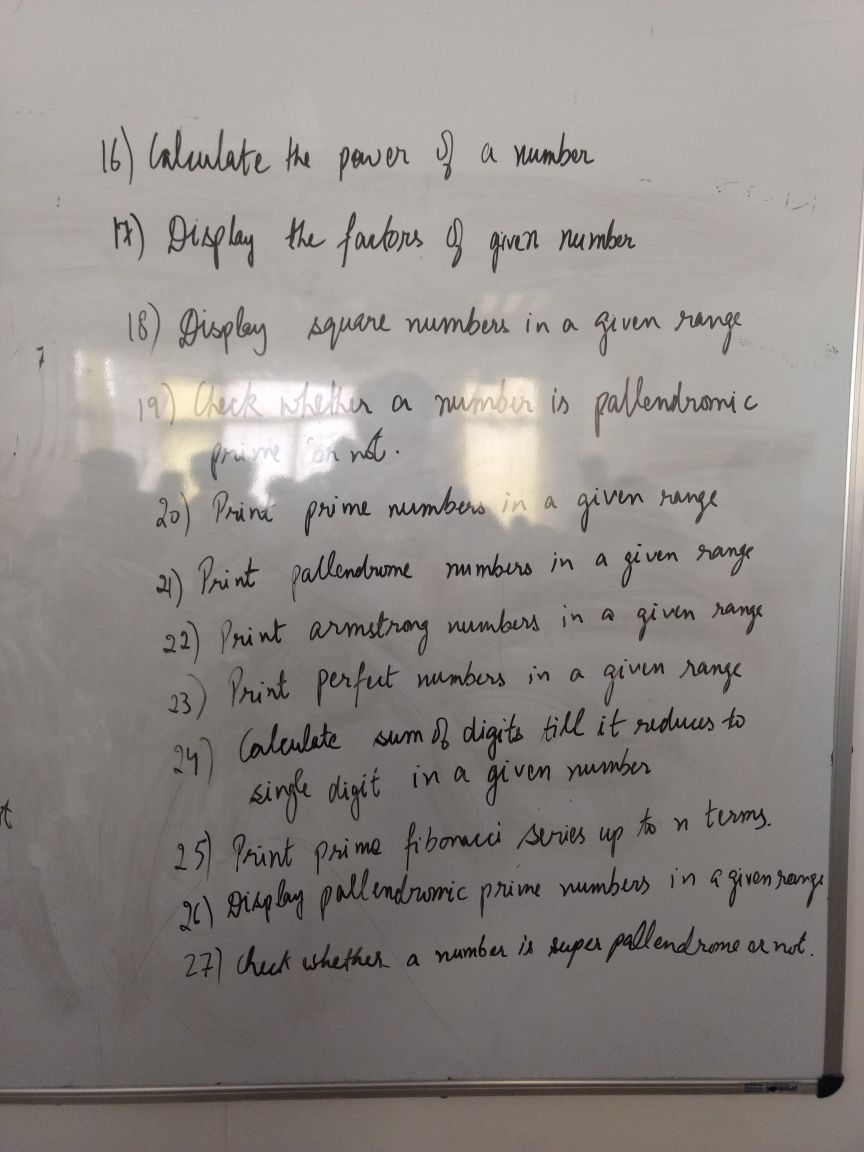 16) Calculate the power of a number
17) Display the factors of given number
7
18) Display square numbers in a given range
19) Check whether a number is pallendromic
prime or not.
20) Print prime numbers in a given range
21) Print pallendrome numbers in a given range
22) Print armstrong numbers in a given range
23) Print perfect numbers in a given range
24) Calculate sum of digits till it reduces to
single digit in a given number
25) Print prime fibonacci series up to n terms.
26) Display pallendromic prime numbers in a given range
27) Check whether a number is super pallendrome or not.